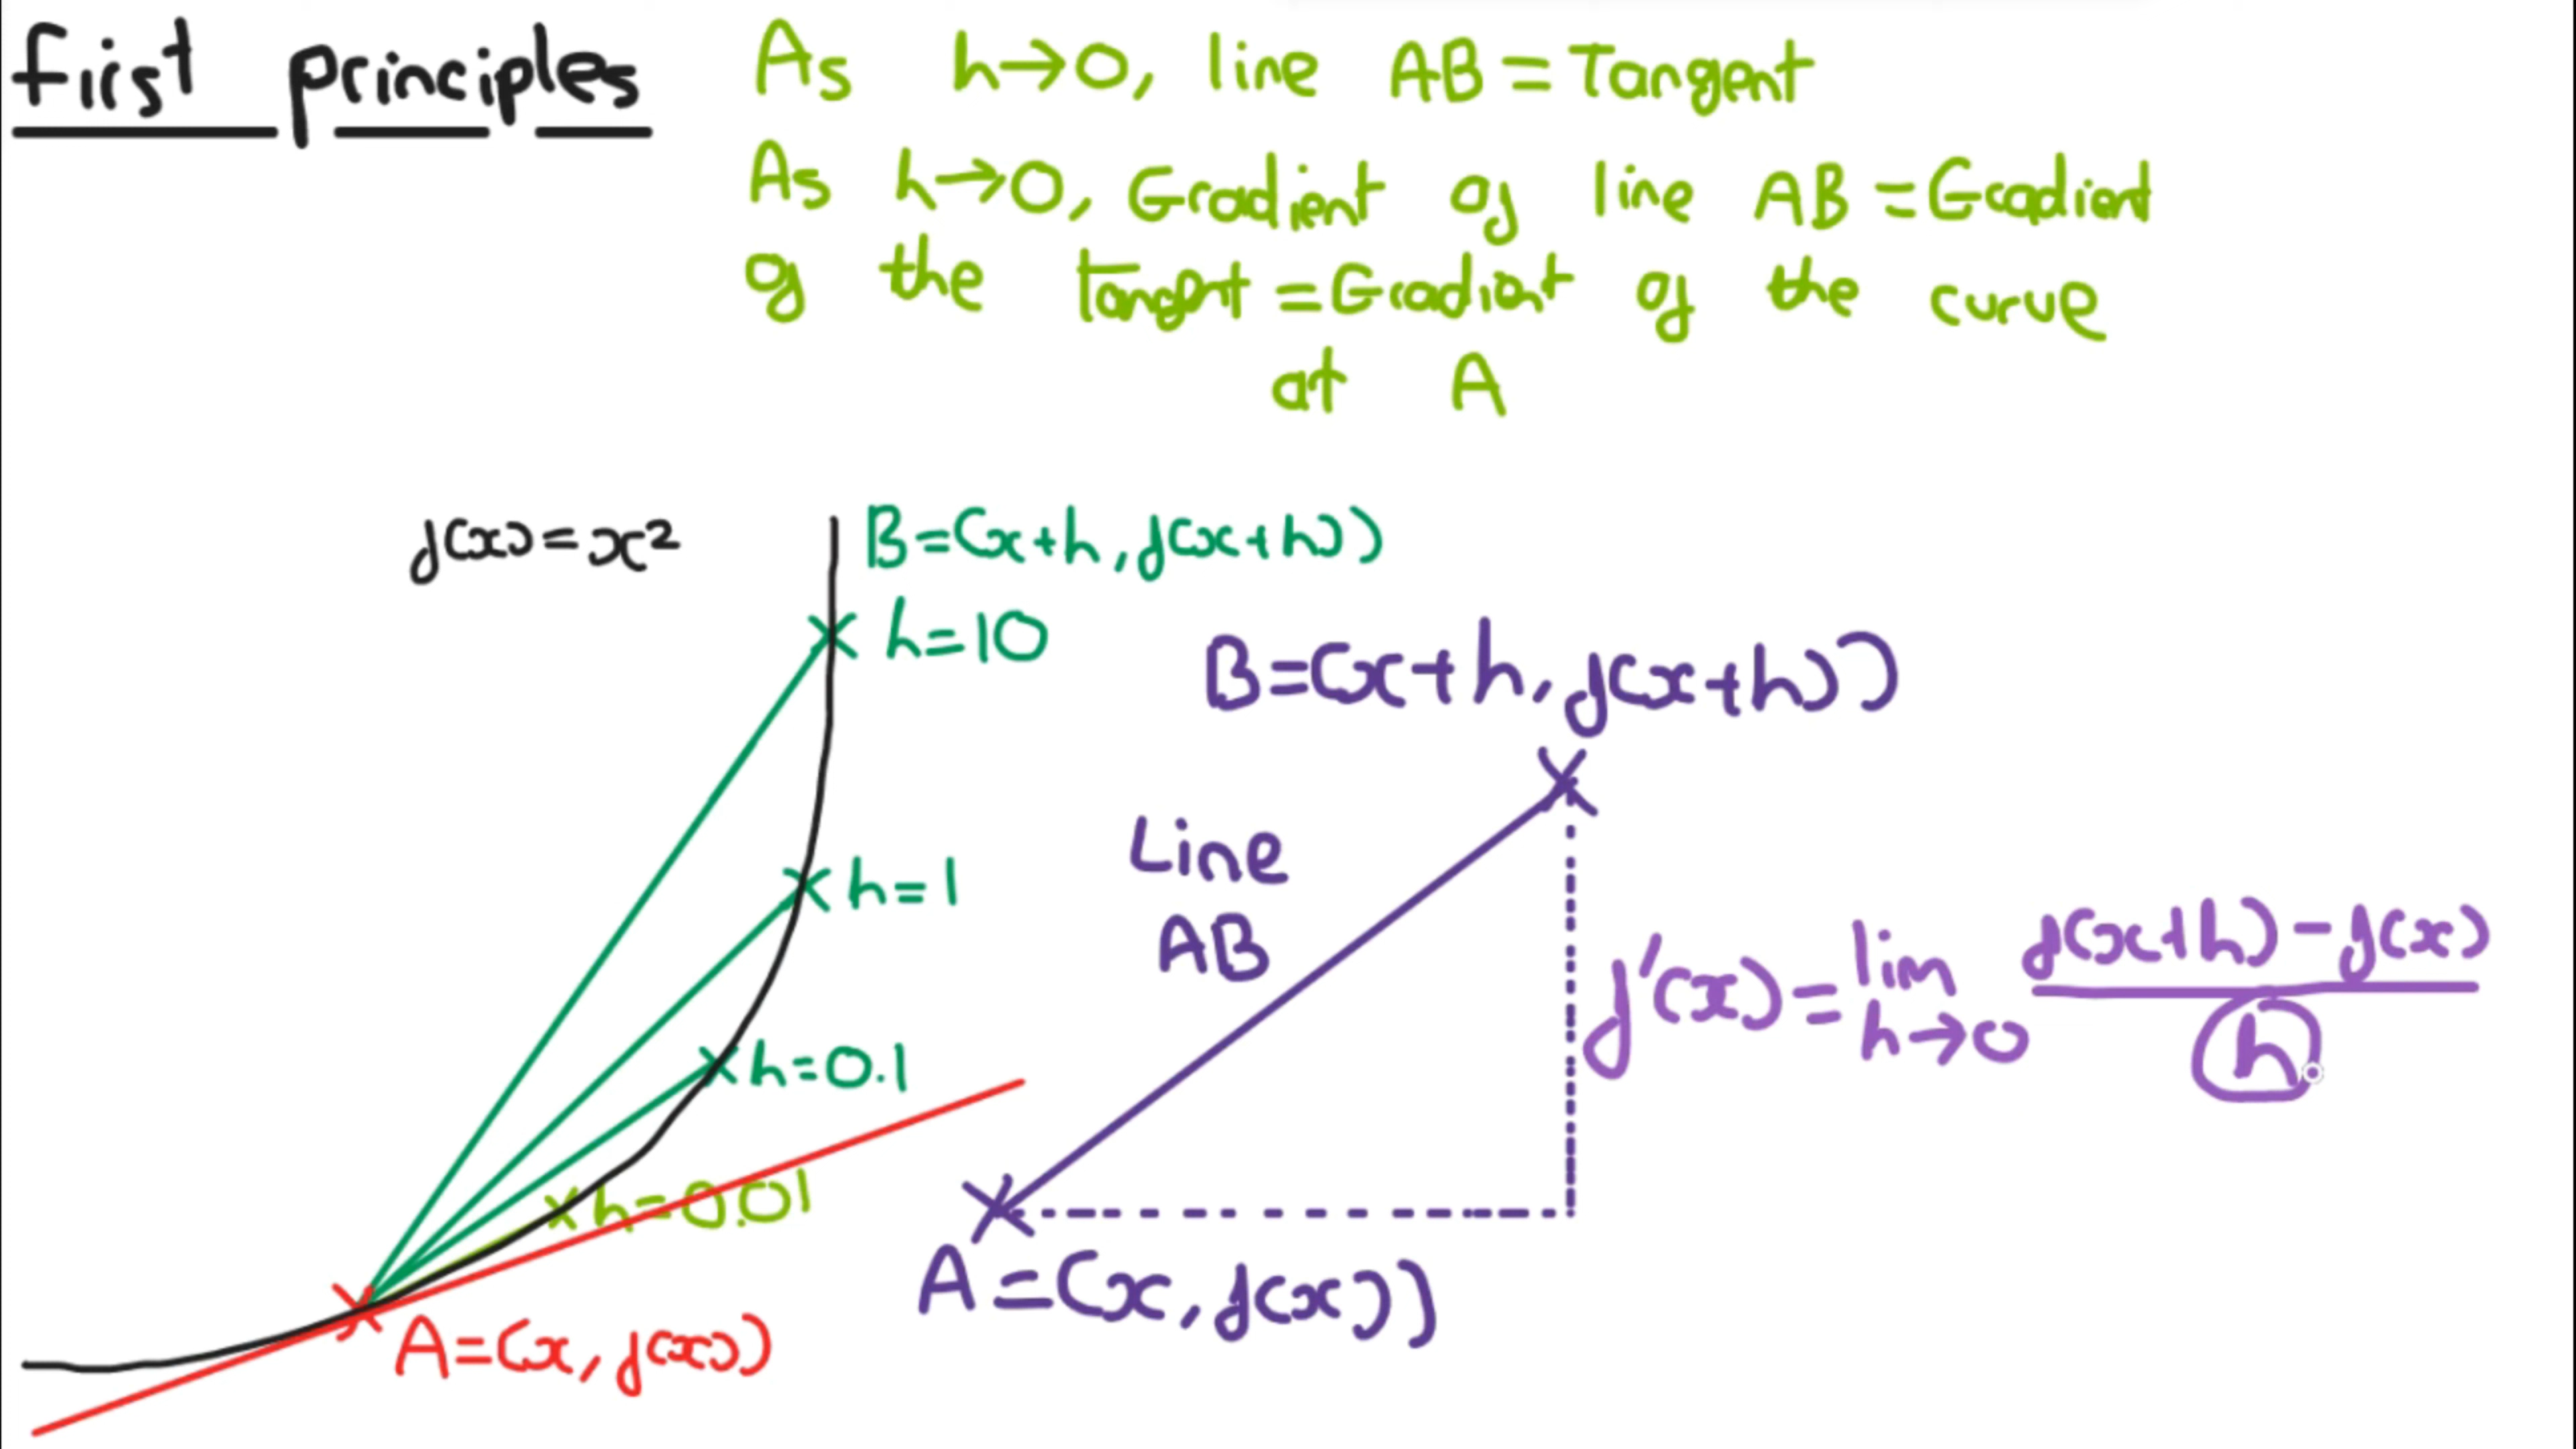 First principles
As h→0, line AB = Tangent
As h→0, Gradient of line AB = Gradient
of the tangent = Gradient of the curve
at A
f(x) = x²
B = (x+h, f(x+h))
h=10
h=1
h=0.1
h=0.01
A = (x, f(x))
B = (x+h, f(x+h))
Line
AB
A = (x, f(x))
f'(x) = lim h→0 f(x+h) - f(x) / h